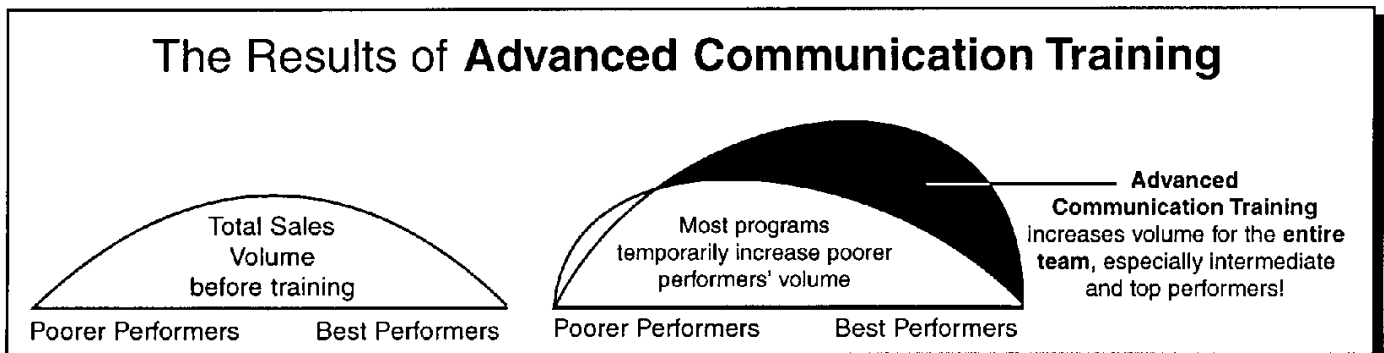 The Results of Advanced Communication Training
Total Sales
Volume
before training
Poorer Performers
Best Performers
Most programs
temporarily increase poorer
performers' volume
Poorer Performers
Best Performers
Advanced
Communication Training
increases volume for the entire
team, especially intermediate
and top performers!